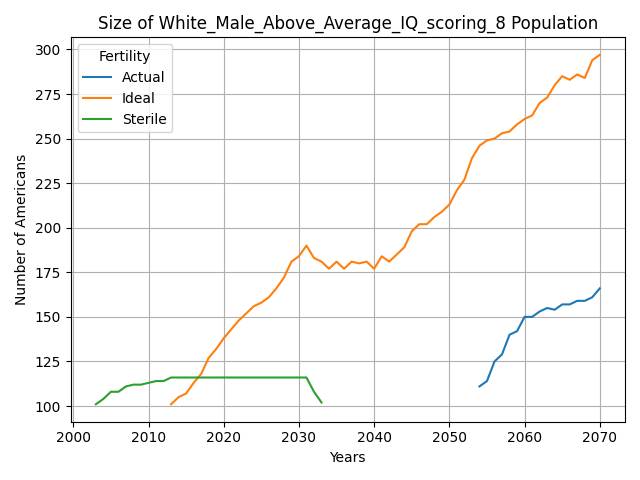 Size of White_Male_Above_Average_IQ_scoring_8 Population
Fertility
Actual
Ideal
Sterile
Number of Americans
300
275
250
225
200
175
150
125
100
2000 2010 2020 2030 2040 2050 2060 2070
Years